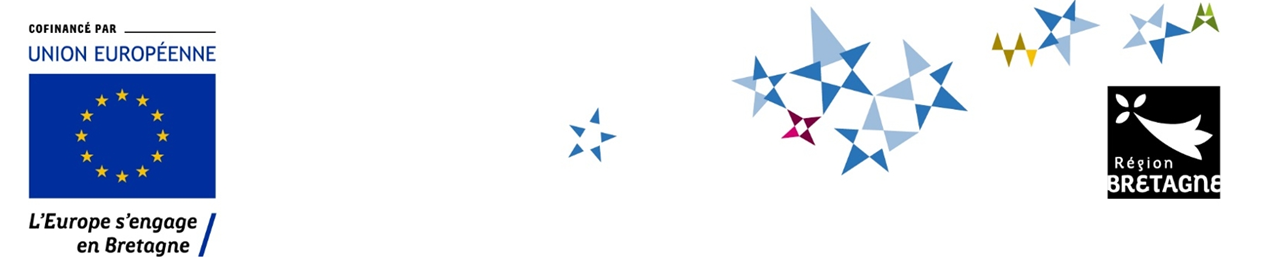 COFINANCÉ PAR
UNION EUROPÉENNE
L'Europe s'engage
en Bretagne
Région
BRETAGNE